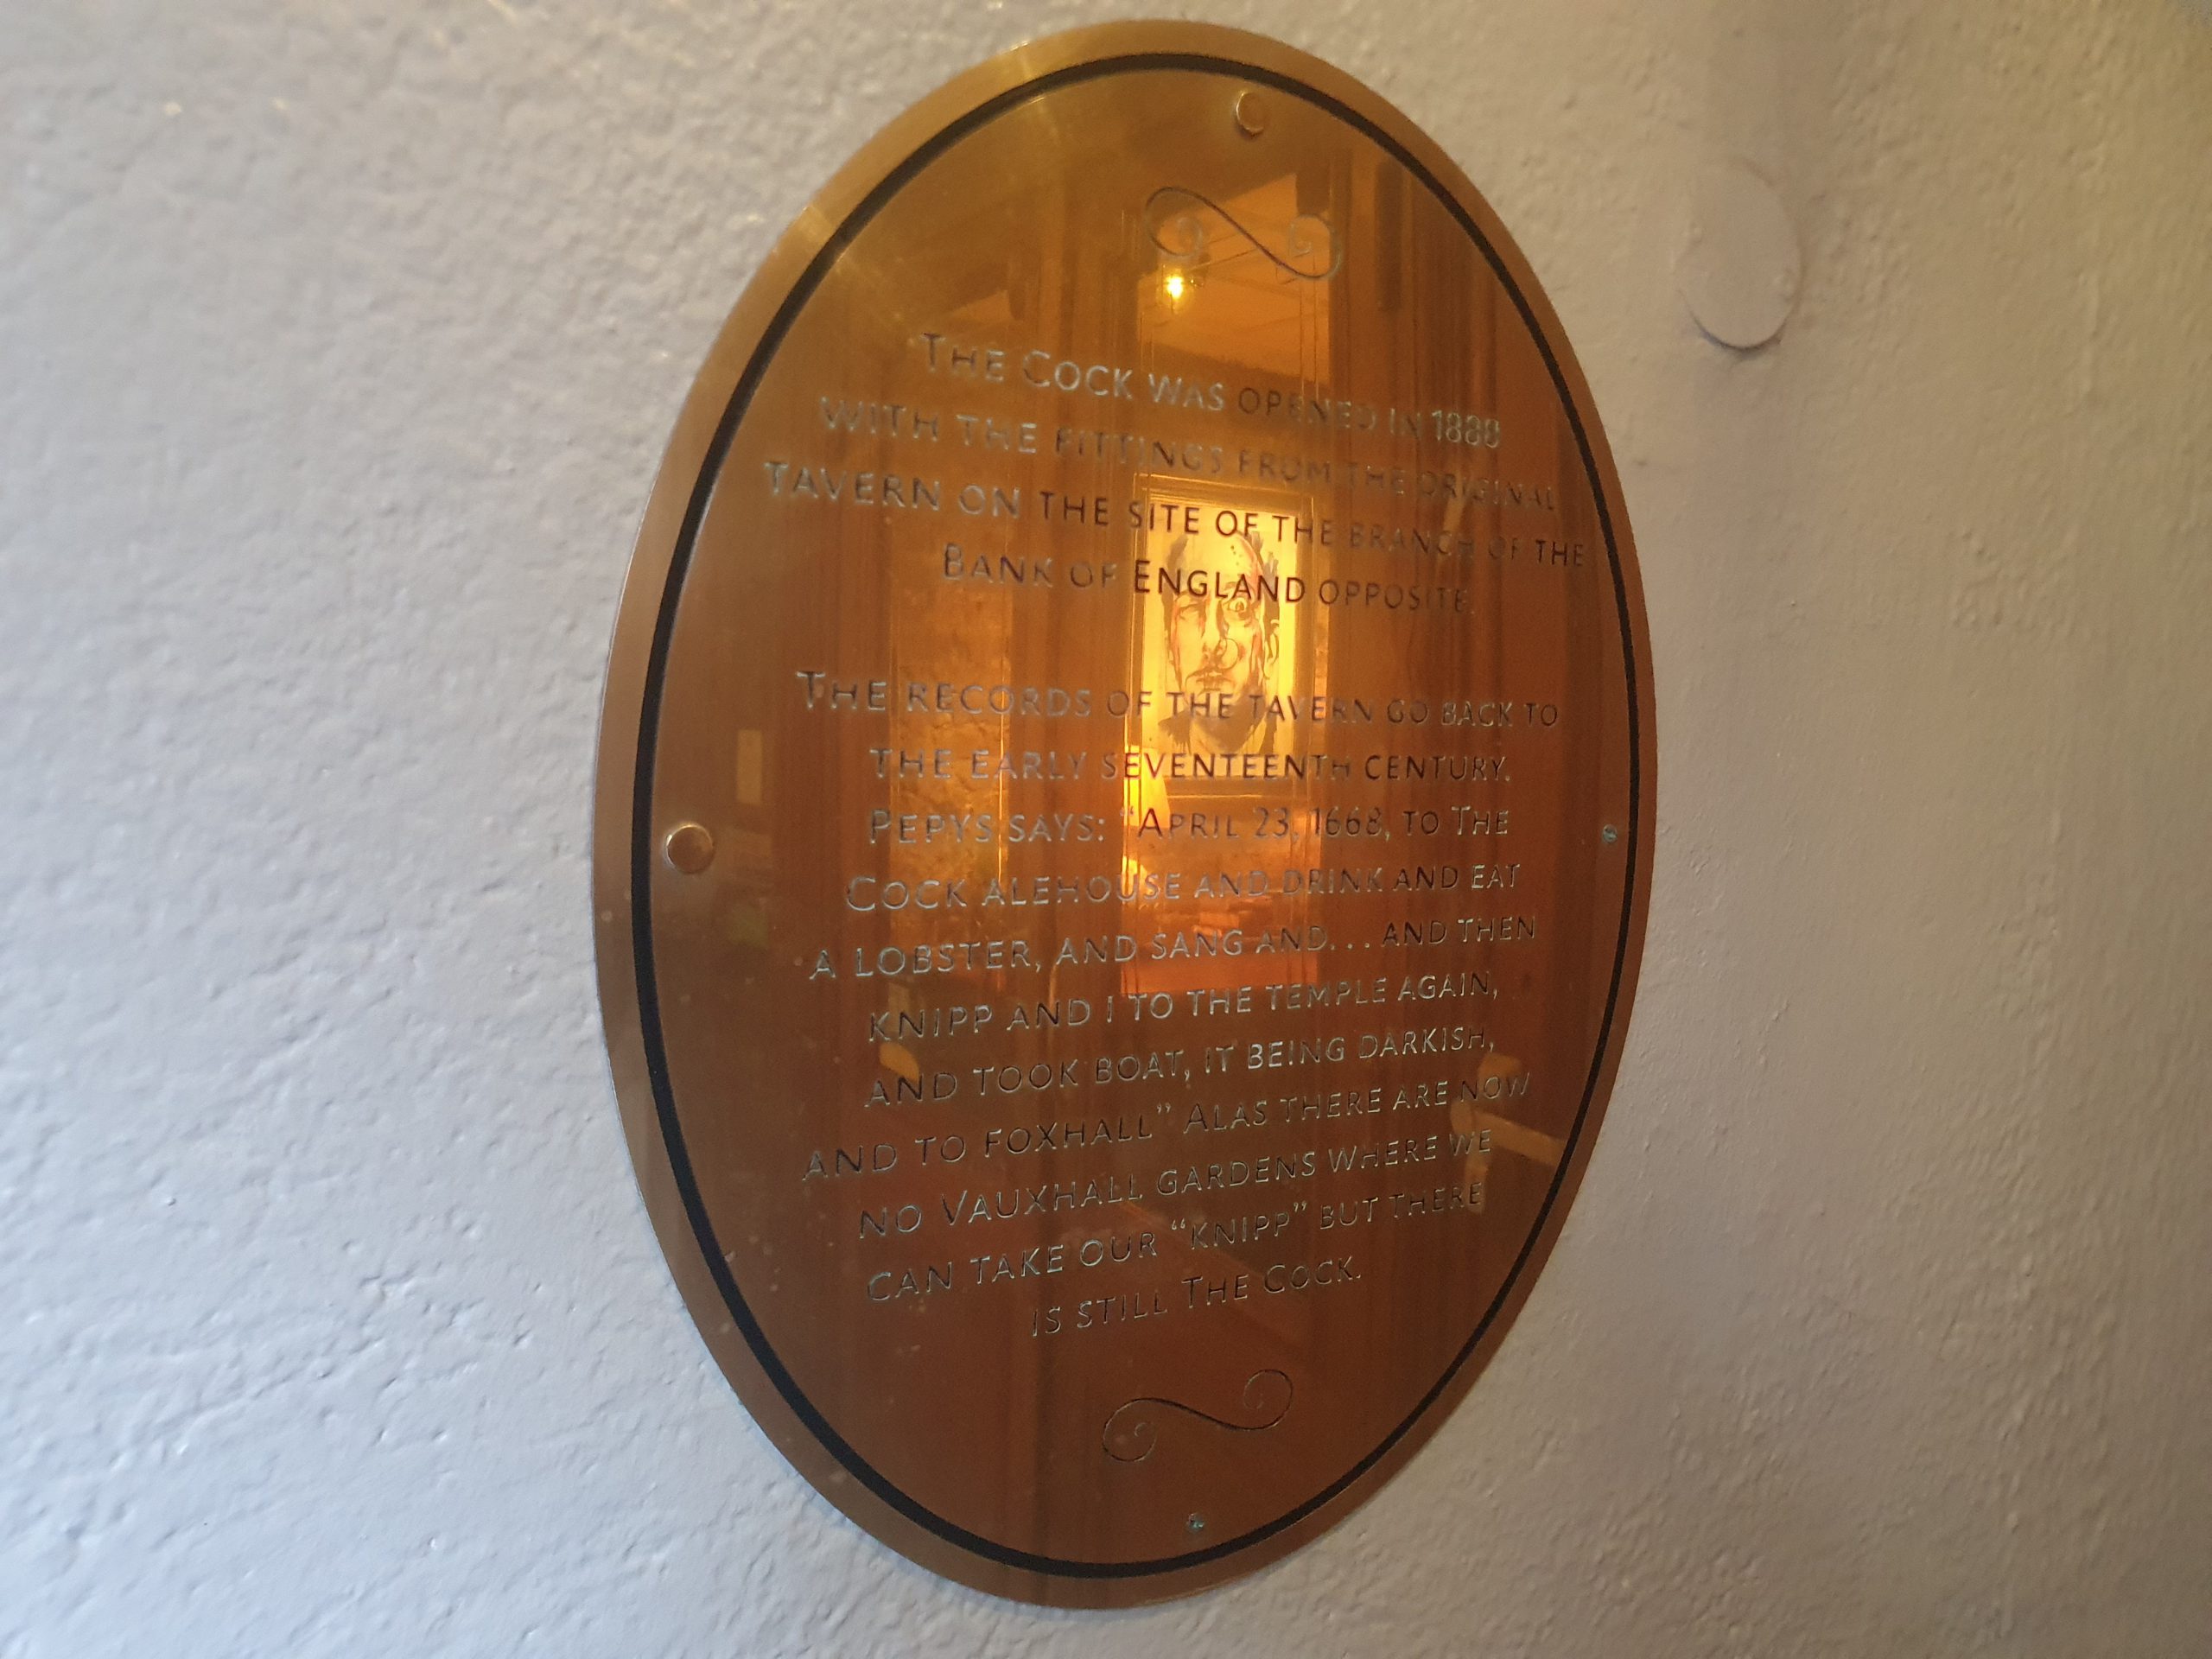 THE COCK WAS OPENED IN 1888
WITH THE FITTINGS FROM THE ORIGINAL
TAVERN ON THE SITE OF THE BRANCH OF THE
BANK OF ENGLAND OPPOSITE.
THE RECORDS OF THE TAVERN GO BACK TO
THE EARLY SEVENTEENTH CENTURY.
PEPYS SAYS: “APRIL 23, 1668, TO THE
COCK ALEHOUSE AND DRINK AND EAT
A LOBSTER, AND SANG AND... AND THEN
KNIPP AND I TO THE TEMPLE AGAIN,
AND TOOK BOAT, IT BEING DARKISH,
AND TO FOXHALL” ALAS THERE ARE NOW
NO VAUXHALL GARDENS WHERE WE
CAN TAKE OUR “KNIPP” BUT THERE
IS STILL THE COCK.